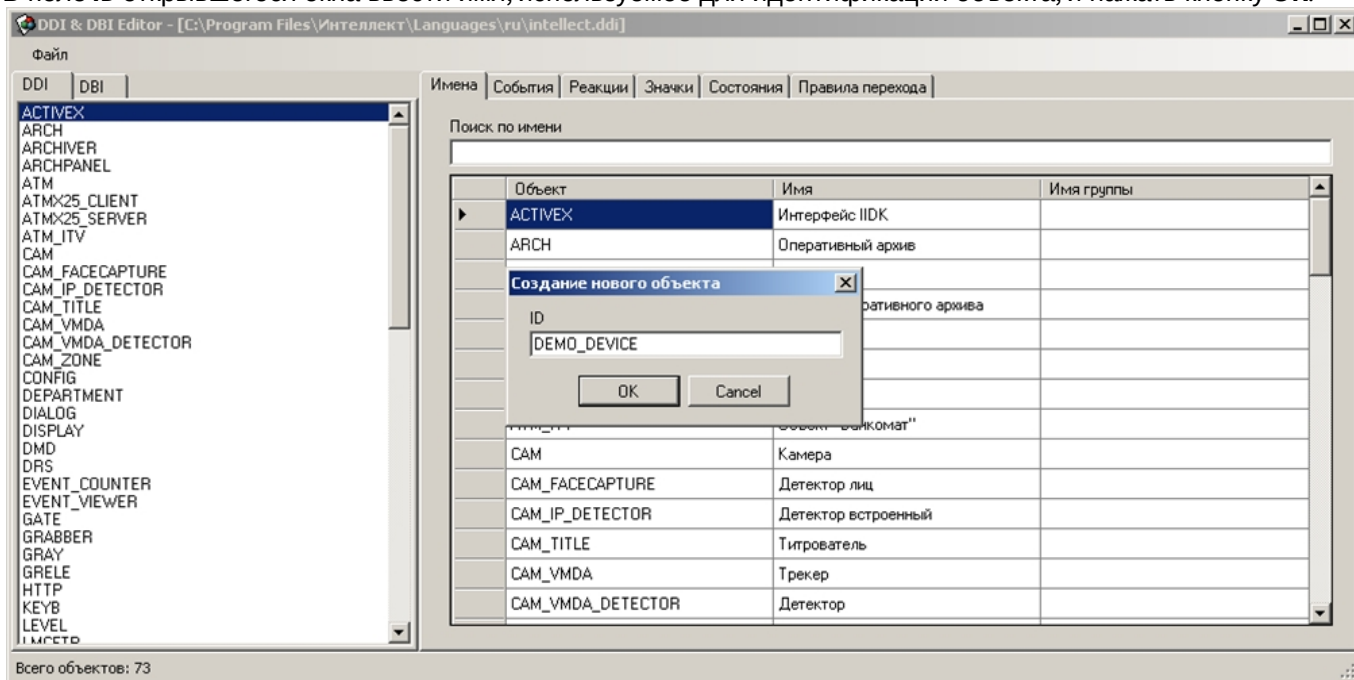 DDI & DBI Editor - [C:\Program Files\Интеллект\Languages\ru\intellect.ddi]
Файл
DDI DBI
ACTIVEX
ARCH
ARCHIVER
ARCHPANEL
ATM
ATMX25_CLIENT
ATMX25_SERVER
ATM_ITV
CAM
CAM_FACECAPTURE
CAM_IP_DETECTOR
CAM_TITLE
CAM_VMDA
CAM_VMDA_DETECTOR
CAM_ZONE
CONFIG
DEPARTMENT
DIALOG
DISPLAY
DMD
DRS
EVENT_COUNTER
EVENT_VIEWER
GATE
GRABBER
GRAY
GRELE
HTTP
KEYB
LEVEL
Имена События Реакции Значки Состояния Правила перехода
Поиск по имени
Объект Имя Имя группы
ACTIVEX Интерфейс IIDK
ARCH Оперативный архив
Создание нового объекта
ID
DEMO_DEVICE
OK Cancel
CAM Камера
CAM_FACECAPTURE Детектор лиц
CAM_IP_DETECTOR Детектор встроенный
CAM_TITLE Титрователь
CAM_VMDA Трекер
CAM_VMDA_DETECTOR Детектор
Всего объектов: 73